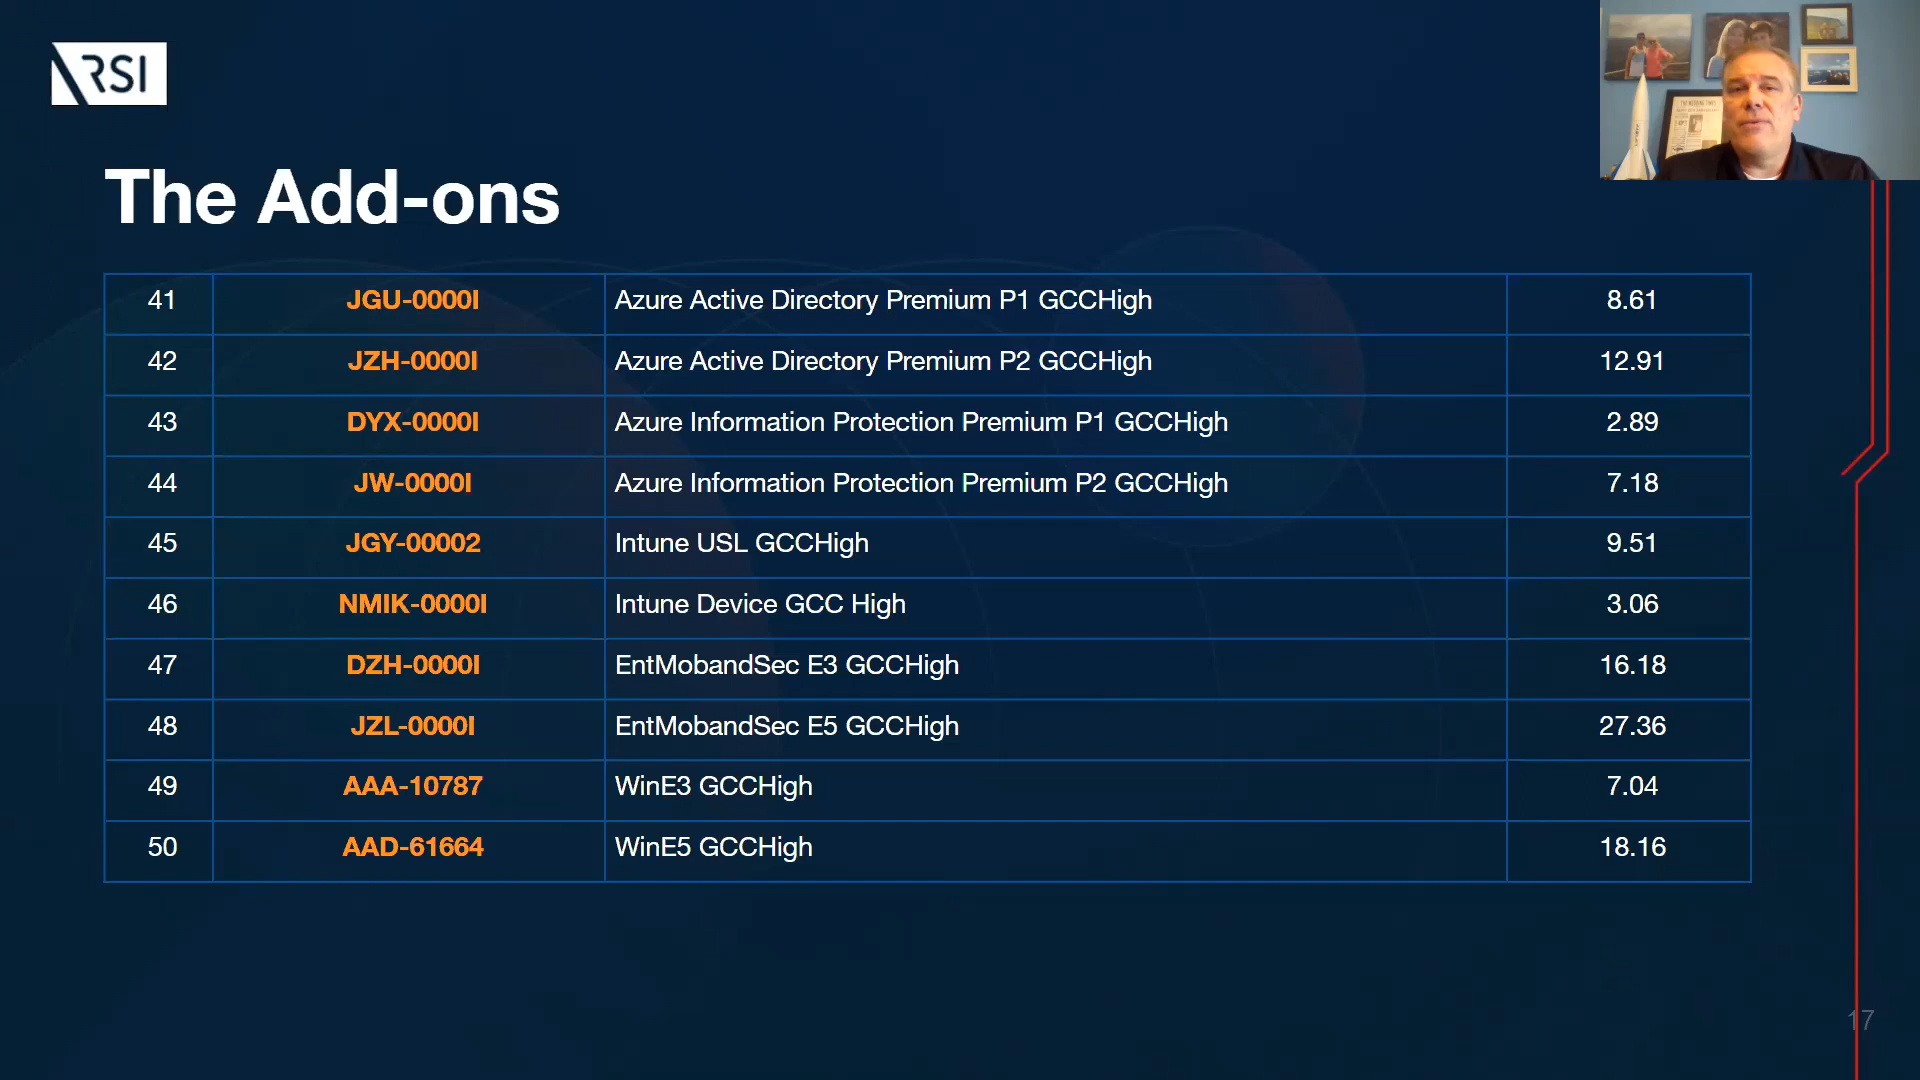 RSI
The Add-ons
41 JGU-0000I Azure Active Directory Premium P1 GCCHigh 8.61
42 JZH-0000I Azure Active Directory Premium P2 GCCHigh 12.91
43 DYX-0000I Azure Information Protection Premium P1 GCCHigh 2.89
44 JW-0000I Azure Information Protection Premium P2 GCCHigh 7.18
45 JGY-00002 Intune USL GCCHigh 9.51
46 NMIK-0000I Intune Device GCC High 3.06
47 DZH-0000I EntMobandSec E3 GCCHigh 16.18
48 JZL-0000I EntMobandSec E5 GCCHigh 27.36
49 AAA-10787 WinE3 GCCHigh 7.04
50 AAD-61664 WinE5 GCCHigh 18.16
17